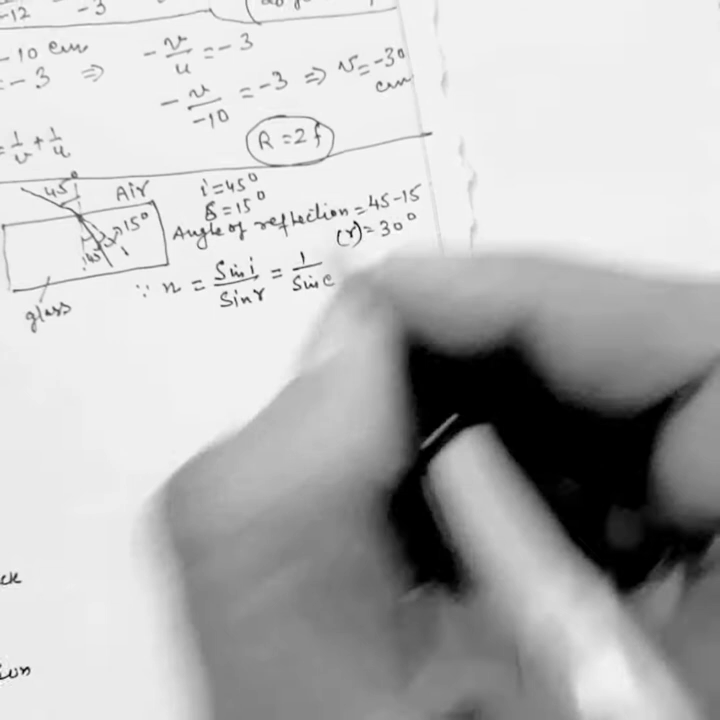 -12 -3
-10 cm -v/u = -3
= -3 ⇒ -v/-10 = -3 ⇒ v = -30 cm
= 1/v + 1/u R = 2f
45° Air i = 45°
15° δ = 15°
45° Angle of reflection = 45-15
(r) = 30°
glass ∵ n = Sin i/Sin r = 1/Sin c